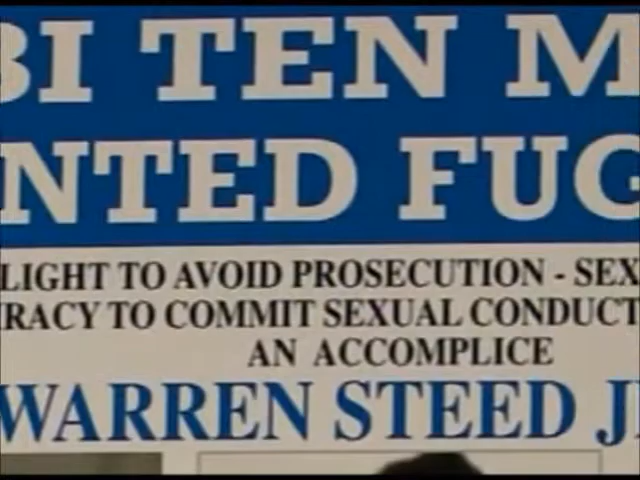 BI TEN M
NTED FUG
LIGHT TO AVOID PROSECUTION - SEX
RACY TO COMMIT SEXUAL CONDUCT
AN ACCOMPLICE
WARREN STEED J